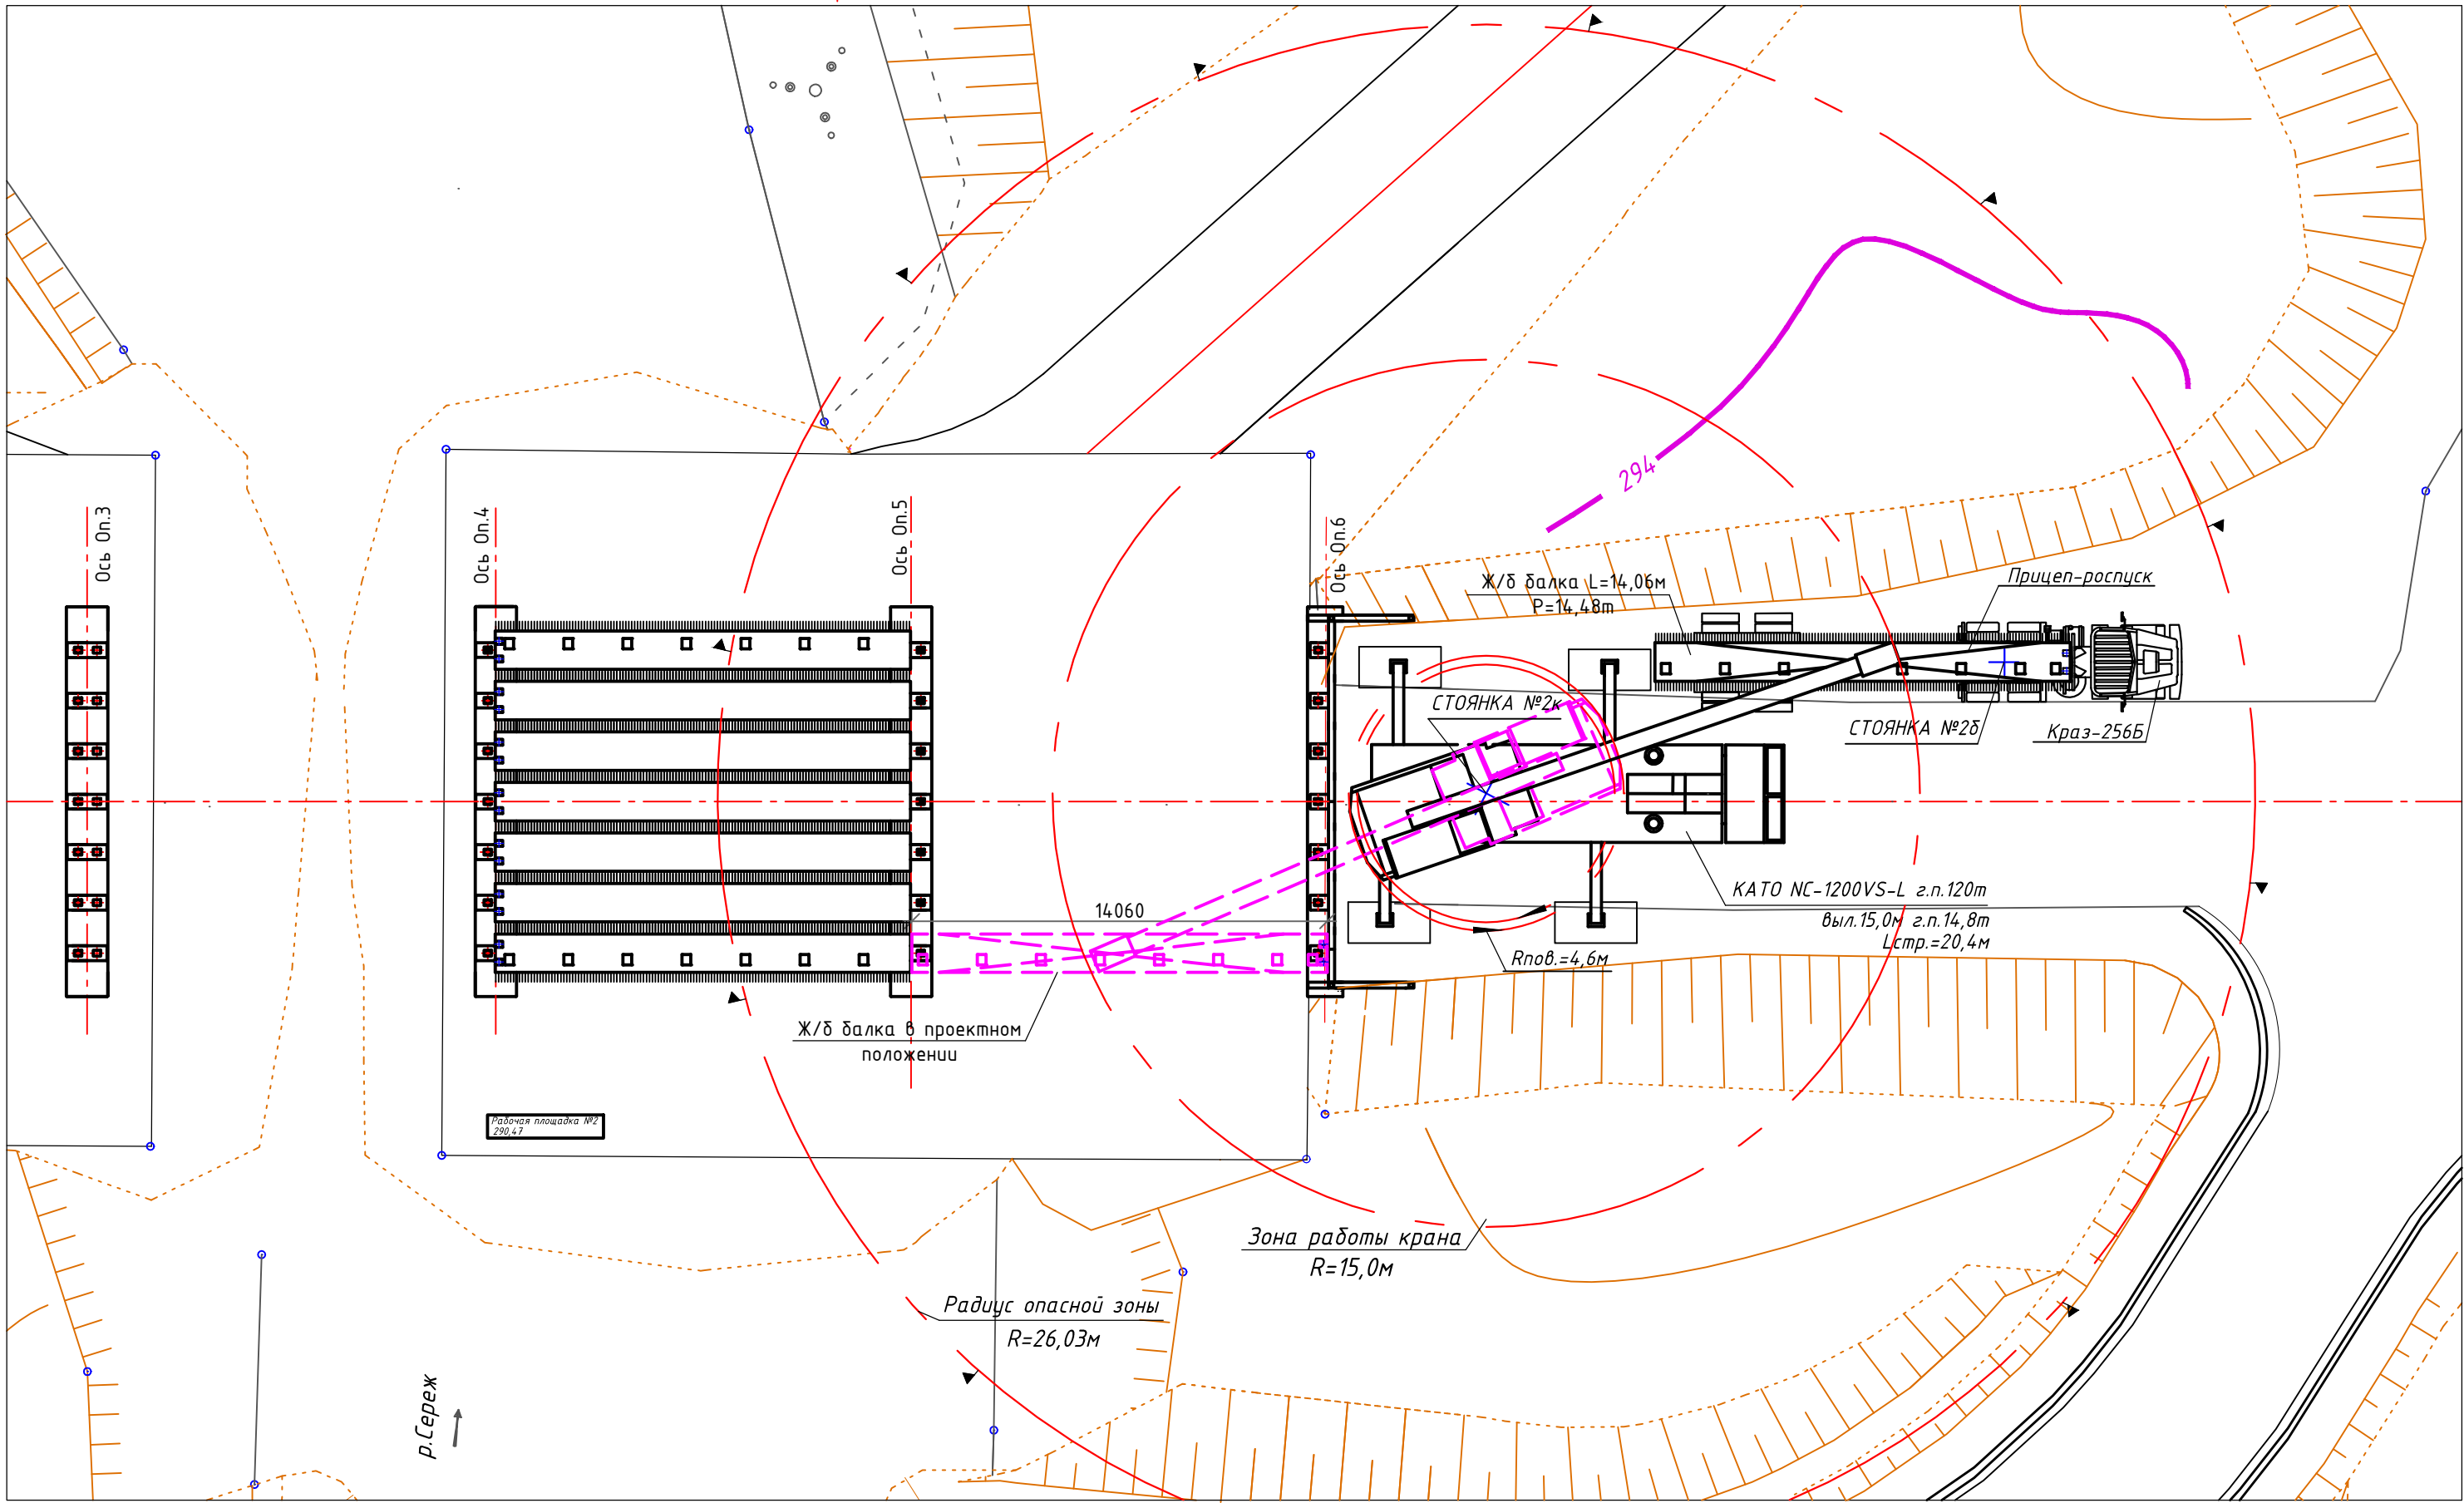 294
Ось Оп.3
Ось Оп.4
Ось Оп.5
Ось Оп.6
Ж/б балка L=14,06м
Р=14,48т
Прицеп-роспуск
СТОЯНКА №2к
СТОЯНКА №2б
Краз-256Б
КАТО NC-1200VS-L г.п.120т
выл.15,0м г.п.14,8т
Lстр.=20,4м
14060
Rпов.=4,6м
Ж/б балка в проектном
положении
Рабочая площадка №2
290,47
Зона работы крана
R=15,0м
Радиус опасной зоны
R=26,03м
р.Сереж